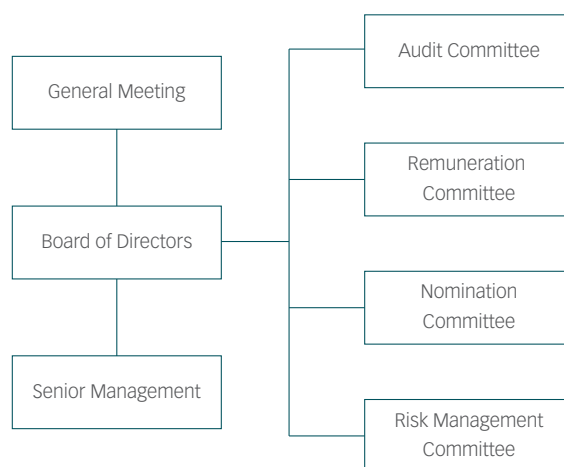 General Meeting
Board of Directors
Senior Management
Audit Committee
Remuneration
Committee
Nomination
Committee
Risk Management
Committee